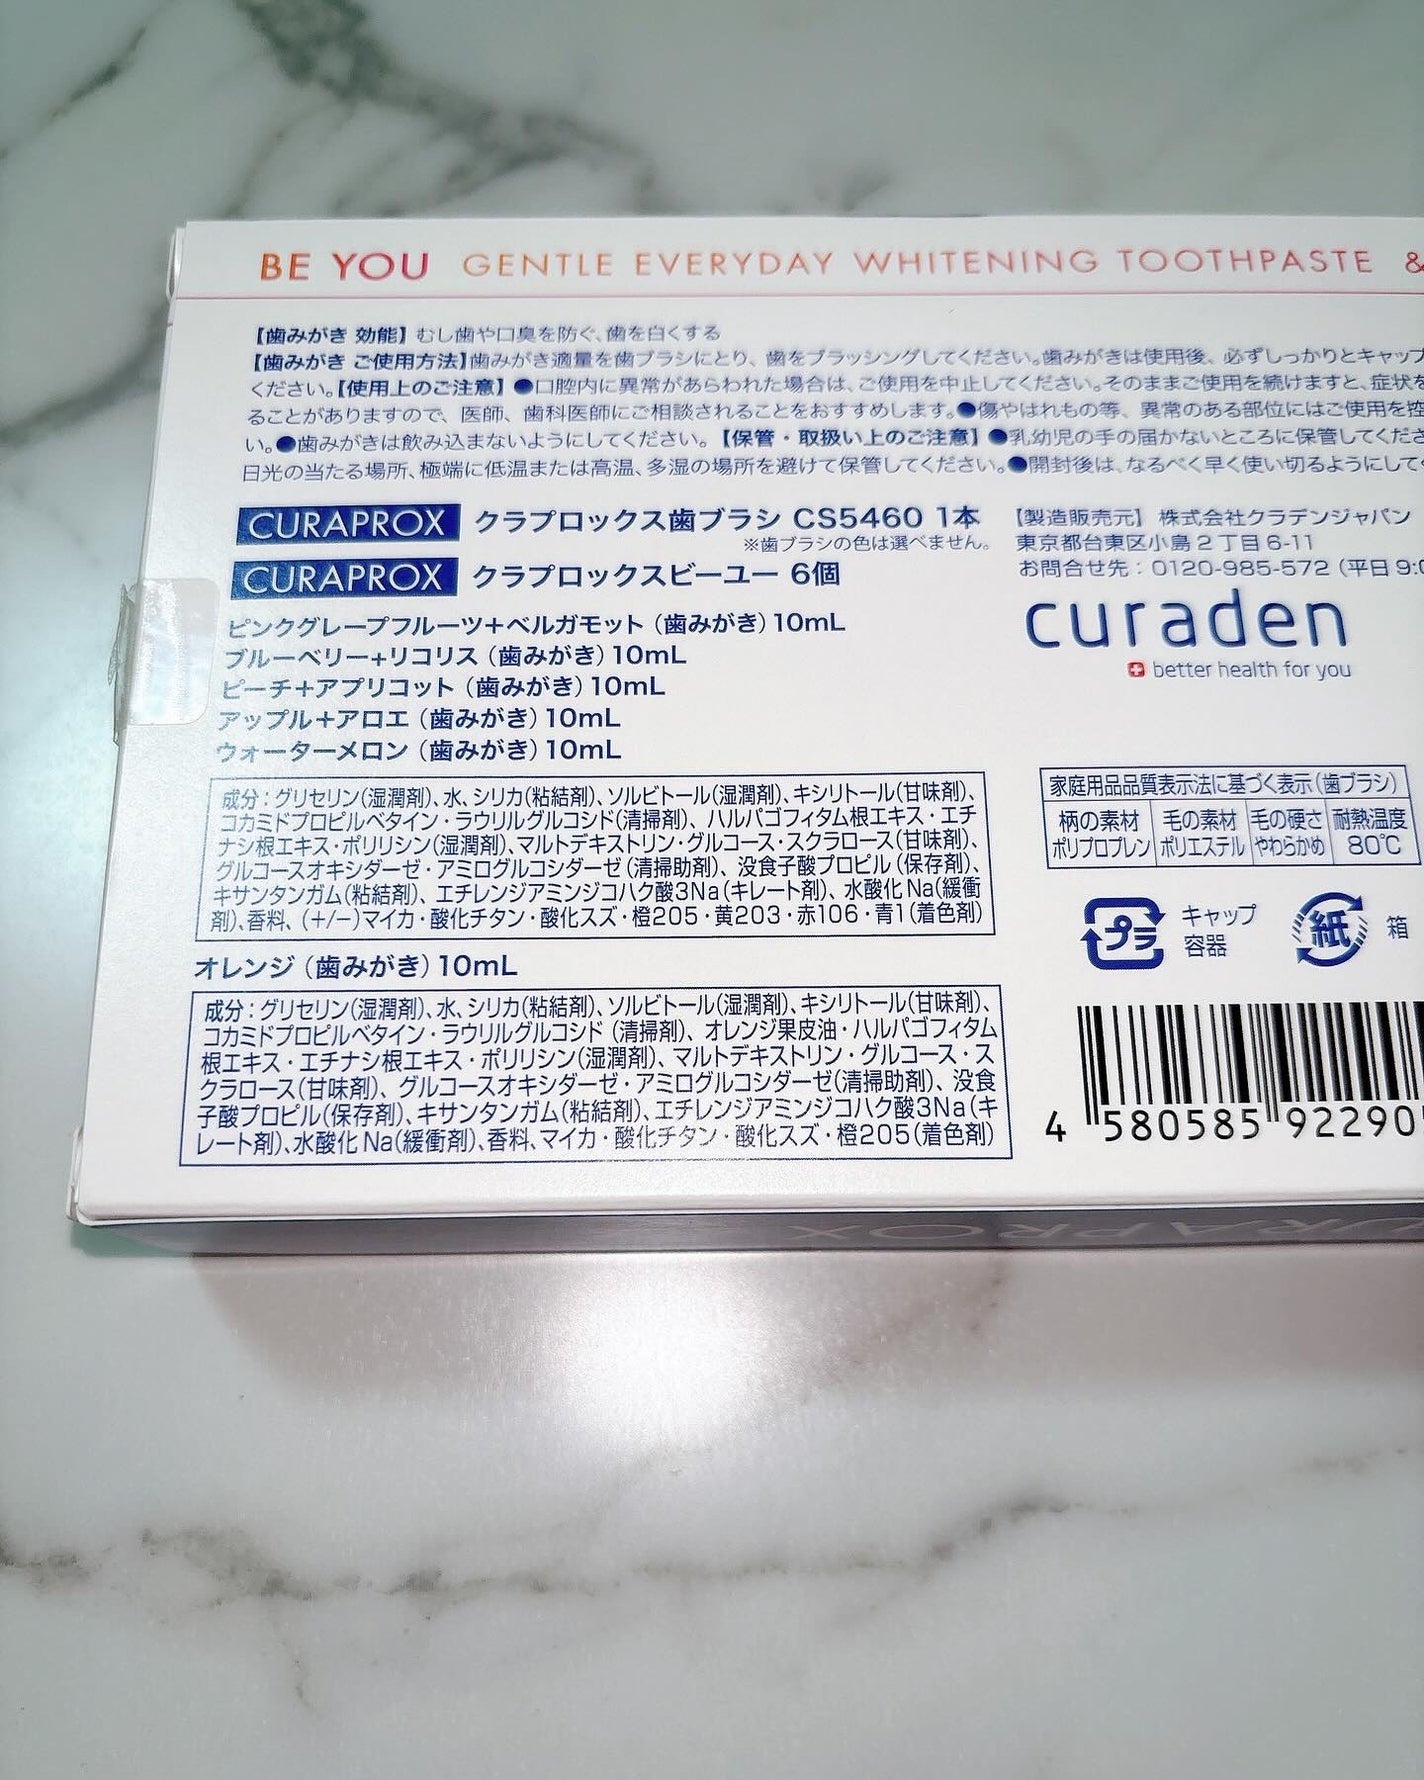 BE YOU GENTLE EVERYDAY WHITENING TOOTHPASTE &
【歯みがき 効能】むし歯や口臭を防ぐ、歯を白くする
【歯みがき ご使用方法】歯みがき適量を歯ブラシにとり、歯をブラッシングしてください。歯みがきは使用後、必ずしっかりとキャップ
ください。【使用上のご注意】●口腔内に異常があらわれた場合は、ご使用を中止してください。そのままご使用を続けますと、症状を
ることがありますので、医師、歯科医師にご相談されることをおすすめします。●傷やはれもの等、異常のある部位にはご使用を控
い。●歯みがきは飲み込まないようにしてください。【保管・取扱い上のご注意】●乳幼児の手の届かないところに保管してくださ
日光の当たる場所、極端に低温または高温、多湿の場所を避けて保管してください。●開封後は、なるべく早く使い切るようにして
CURAPROX クラプロックス歯ブラシ CS5460 1本
※歯ブラシの色は選べません。
CURAPROX クラプロックスビーユー 6個
ピンクグレープフルーツ+ベルガモット（歯みがき）10mL
ブルーベリー+リコリス（歯みがき）10mL
ピーチ+アプリコット（歯みがき）10mL
アップル+アロエ（歯みがき）10mL
ウォーターメロン（歯みがき）10mL
成分：グリセリン(湿潤剤)、水、シリカ(粘結剤)、ソルビトール(湿潤剤)、キシリトール(甘味剤)、
コカミドプロピルベタイン・ラウリルグルコシド(清掃剤)、ハルパゴフィタム根エキス・エチ
ナシ根エキス・ポリリシン(湿潤剤)、マルトデキストリン・グルコース・スクラロース(甘味剤)、
グルコースオキシダーゼ・アミログルコシダーゼ(清掃助剤)、没食子酸プロピル(保存剤)、
キサンタンガム(粘結剤)、エチレンジアミンジコハク酸3Na(キレート剤)、水酸化Na(緩衝
剤)、香料、(+/−)マイカ・酸化チタン・酸化スズ・橙205・黄203・赤106・青1(着色剤)
オレンジ（歯みがき）10mL
成分：グリセリン(湿潤剤)、水、シリカ(粘結剤)、ソルビトール(湿潤剤)、キシリトール(甘味剤)、
コカミドプロピルベタイン・ラウリルグルコシド(清掃剤)、オレンジ果皮油・ハルパゴフィタム
根エキス・エチナシ根エキス・ポリリシン(湿潤剤)、マルトデキストリン・グルコース・ス
クラロース(甘味剤)、グルコースオキシダーゼ・アミログルコシダーゼ(清掃助剤)、没食
子酸プロピル(保存剤)、キサンタンガム(粘結剤)、エチレンジアミンジコハク酸3Na(キ
レート剤)、水酸化Na(緩衝剤)、香料、マイカ・酸化チタン・酸化スズ・橙205(着色剤)
【製造販売元】株式会社クラデンジャパン
東京都台東区小島2丁目6-11
お問合せ先：0120-985-572（平日9:0
curaden
better health for you
家庭用品品質表示法に基づく表示（歯ブラシ）
柄の素材 毛の素材 毛の硬さ 耐熱温度
ポリプロプレン ポリエステル やわらかめ 80℃
プラ キャップ 容器
紙 箱
4 580585 92290
CURAPROX